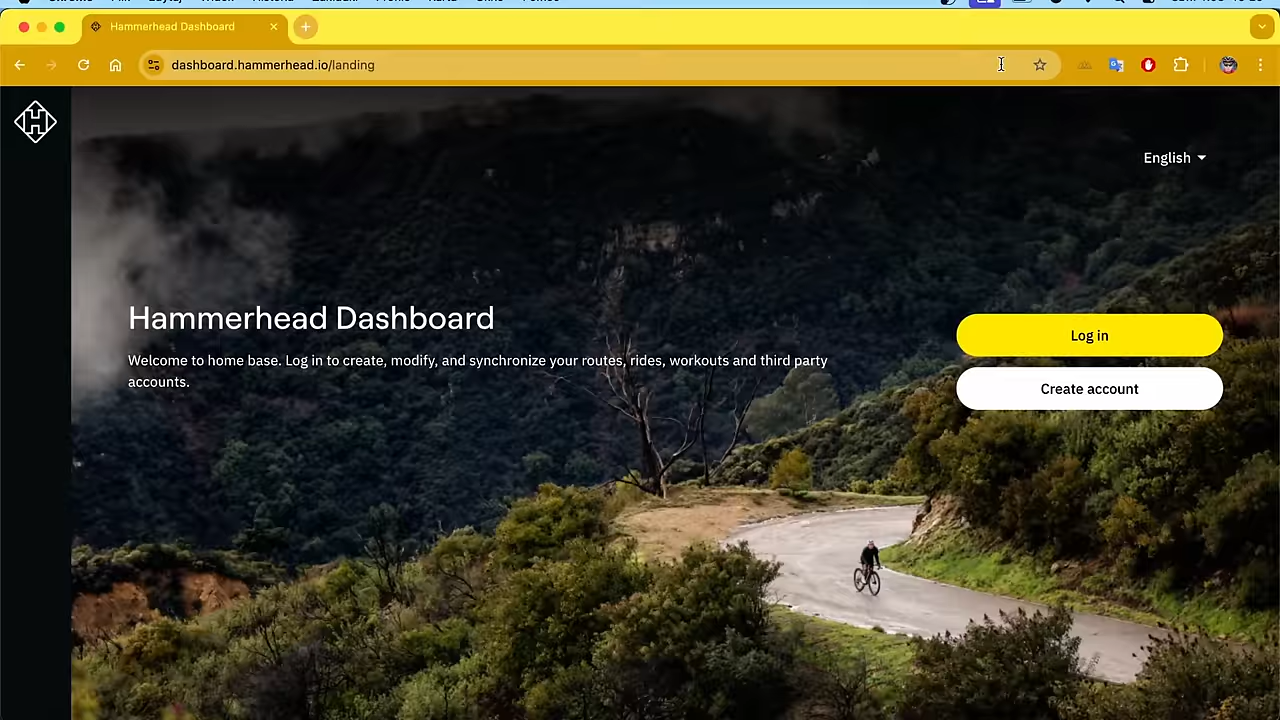 Hammerhead Dashboard
dashboard.hammerhead.io/landing
English
Hammerhead Dashboard
Welcome to home base. Log in to create, modify, and synchronize your routes, rides, workouts and third party
accounts.
Log in
Create account